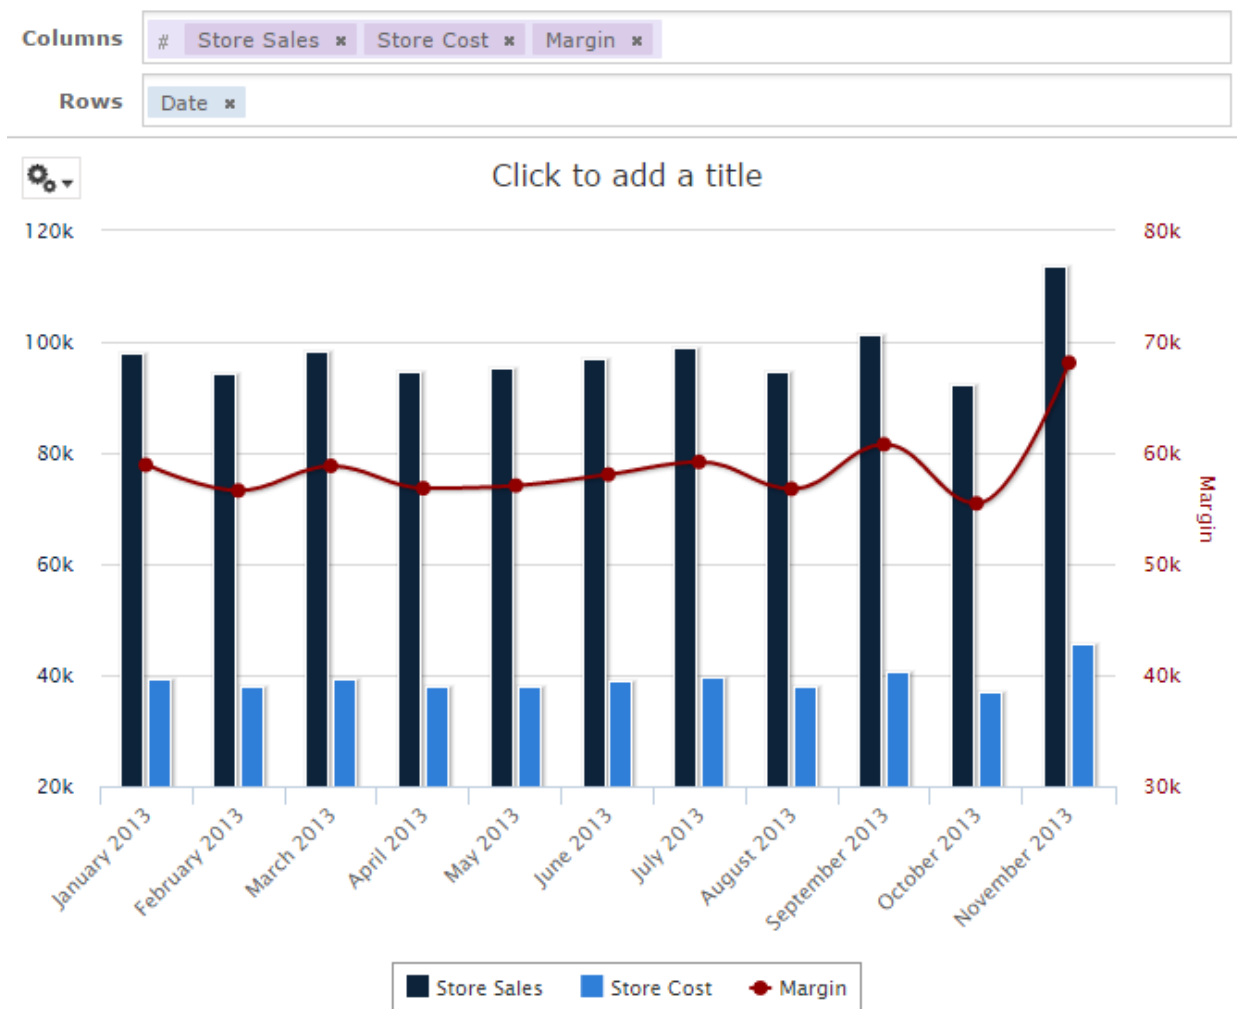 Columns # Store Sales × Store Cost × Margin ×
Rows Date ×
Click to add a title
120k 80k
100k 70k
80k 60k
60k 50k
40k 40k
20k 30k
Margin
January 2013
February 2013
March 2013
April 2013
May 2013
June 2013
July 2013
August 2013
September 2013
October 2013
November 2013
Store Sales Store Cost Margin